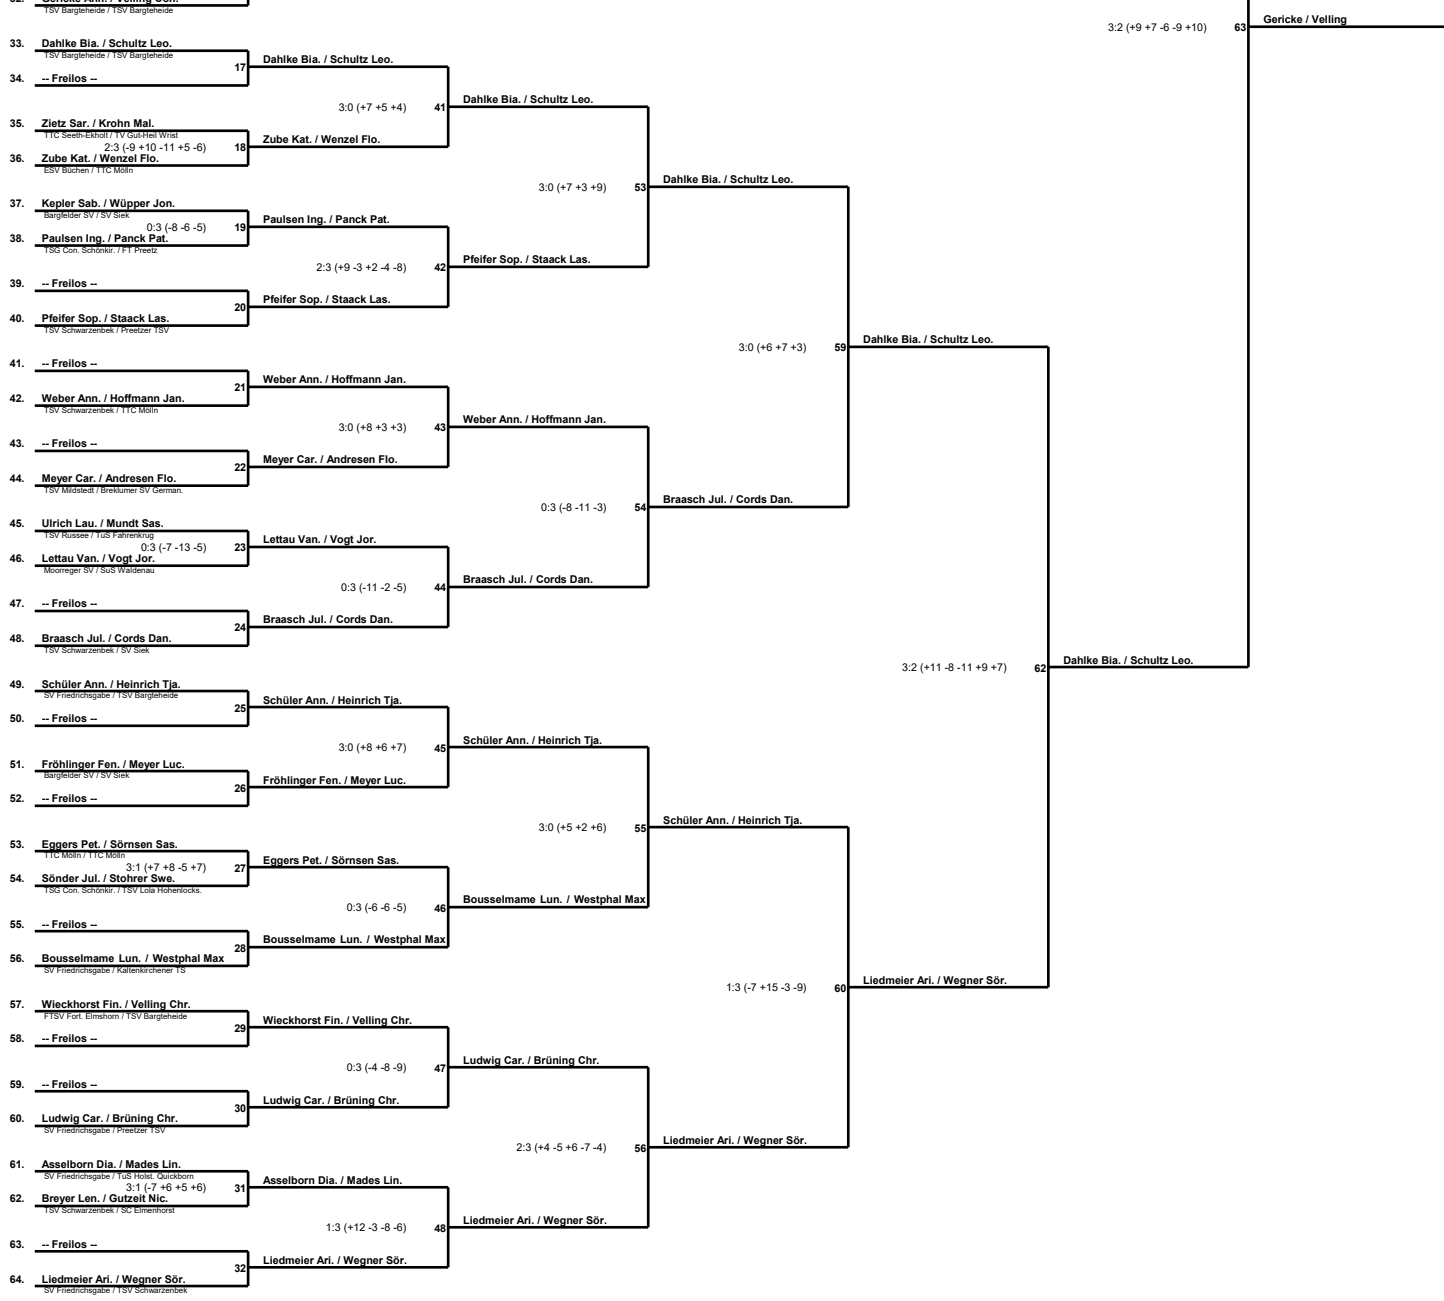 TSV Bargteheide / TSV Bargteheide
3:2 (+9 +7 -6 -9 +10) 63 Gericke / Velling
33. Dahlke Bia. / Schultz Leo.
TSV Bargteheide / TSV Bargteheide
17 Dahlke Bia. / Schultz Leo.
34. -- Freilos --
3:0 (+7 +5 +4) 41 Dahlke Bia. / Schultz Leo.
35. Zietz Sar. / Krohn Mal.
TTC Seeth-Ekholt / TV Gut-Heil Wrist
2:3 (-9 +10 -11 +5 -6) 18 Zube Kat. / Wenzel Flo.
36. Zube Kat. / Wenzel Flo.
ESV Büchen / TTC Mölln
3:0 (+7 +3 +9) 53 Dahlke Bia. / Schultz Leo.
37. Kepler Sab. / Wüpper Jon.
Bargfelder SV / SV Siek
0:3 (-8 -6 -5) 19 Paulsen Ing. / Panck Pat.
38. Paulsen Ing. / Panck Pat.
TSG Con. Schönkir. / FT Preetz
2:3 (+9 -3 +2 -4 -8) 42 Pfeifer Sop. / Staack Las.
39. -- Freilos --
20 Pfeifer Sop. / Staack Las.
40. Pfeifer Sop. / Staack Las.
TSV Schwarzenbek / Preetzer TSV
3:0 (+6 +7 +3) 59 Dahlke Bia. / Schultz Leo.
41. -- Freilos --
21 Weber Ann. / Hoffmann Jan.
42. Weber Ann. / Hoffmann Jan.
TSV Schwarzenbek / TTC Mölln
3:0 (+8 +3 +3) 43 Weber Ann. / Hoffmann Jan.
43. -- Freilos --
22 Meyer Car. / Andresen Flo.
44. Meyer Car. / Andresen Flo.
TSV Mildstedt / Breklumer SV German.
0:3 (-8 -11 -3) 54 Braasch Jul. / Cords Dan.
45. Ulrich Lau. / Mundt Sas.
TSV Russee / TuS Fahrenkrug
0:3 (-7 -13 -5) 23 Lettau Van. / Vogt Jor.
46. Lettau Van. / Vogt Jor.
Moorreger SV / SuS Waldenau
0:3 (-11 -2 -5) 44 Braasch Jul. / Cords Dan.
47. -- Freilos --
24 Braasch Jul. / Cords Dan.
48. Braasch Jul. / Cords Dan.
TSV Schwarzenbek / SV Siek
3:2 (+11 -8 -11 +9 +7) 62 Dahlke Bia. / Schultz Leo.
49. Schüler Ann. / Heinrich Tja.
SV Friedrichsgabe / TSV Bargteheide
25 Schüler Ann. / Heinrich Tja.
50. -- Freilos --
3:0 (+8 +6 +7) 45 Schüler Ann. / Heinrich Tja.
51. Fröhlinger Fen. / Meyer Luc.
Bargfelder SV / SV Siek
26 Fröhlinger Fen. / Meyer Luc.
52. -- Freilos --
3:0 (+5 +2 +6) 55 Schüler Ann. / Heinrich Tja.
53. Eggers Pet. / Sörnsen Sas.
TTC Mölln / TTC Mölln
3:1 (+7 +8 -5 +7) 27 Eggers Pet. / Sörnsen Sas.
54. Sönder Jul. / Stohrer Swe.
TSG Con. Schönkir. / TSV Lola Hohenlocks.
0:3 (-6 -6 -5) 46 Bousselmame Lun. / Westphal Max
55. -- Freilos --
28 Bousselmame Lun. / Westphal Max
56. Bousselmame Lun. / Westphal Max
SV Friedrichsgabe / Kaltenkirchener TS
1:3 (-7 +15 -3 -9) 60 Liedmeier Ari. / Wegner Sör.
57. Wieckhorst Fin. / Velling Chr.
FTSV Fort. Elmshorn / TSV Bargteheide
29 Wieckhorst Fin. / Velling Chr.
58. -- Freilos --
0:3 (-4 -8 -9) 47 Ludwig Car. / Brüning Chr.
59. -- Freilos --
30 Ludwig Car. / Brüning Chr.
60. Ludwig Car. / Brüning Chr.
SV Friedrichsgabe / Preetzer TSV
2:3 (+4 -5 +6 -7 -4) 56 Liedmeier Ari. / Wegner Sör.
61. Asselborn Dia. / Mades Lin.
SV Friedrichsgabe / TuS Holst. Quickborn
3:1 (-7 +6 +5 +6) 31 Asselborn Dia. / Mades Lin.
62. Breyer Len. / Gutzeit Nic.
TSV Schwarzenbek / SC Elmenhorst
1:3 (+12 -3 -8 -6) 48 Liedmeier Ari. / Wegner Sör.
63. -- Freilos --
32 Liedmeier Ari. / Wegner Sör.
64. Liedmeier Ari. / Wegner Sör.
SV Friedrichsgabe / TSV Schwarzenbek